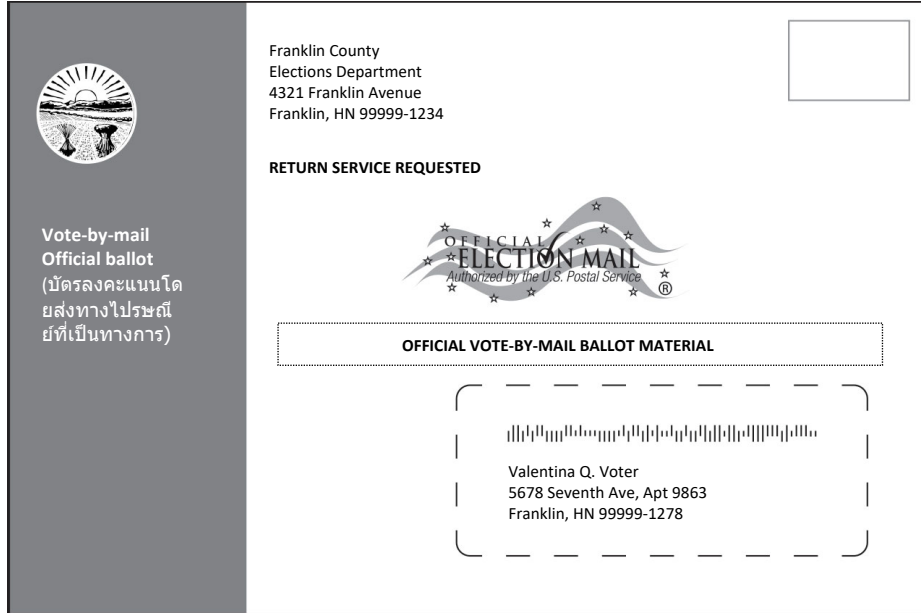 Franklin County
Elections Department
4321 Franklin Avenue
Franklin, HN 99999-1234
RETURN SERVICE REQUESTED
Vote-by-mail
Official ballot
(บัตรลงคะแนนโด
ยส่งทางไปรษณี
ย์ที่เป็นทางการ)
OFFICIAL
ELECTION MAIL
Authorized by the U.S. Postal Service
®
OFFICIAL VOTE-BY-MAIL BALLOT MATERIAL
Valentina Q. Voter
5678 Seventh Ave, Apt 9863
Franklin, HN 99999-1278